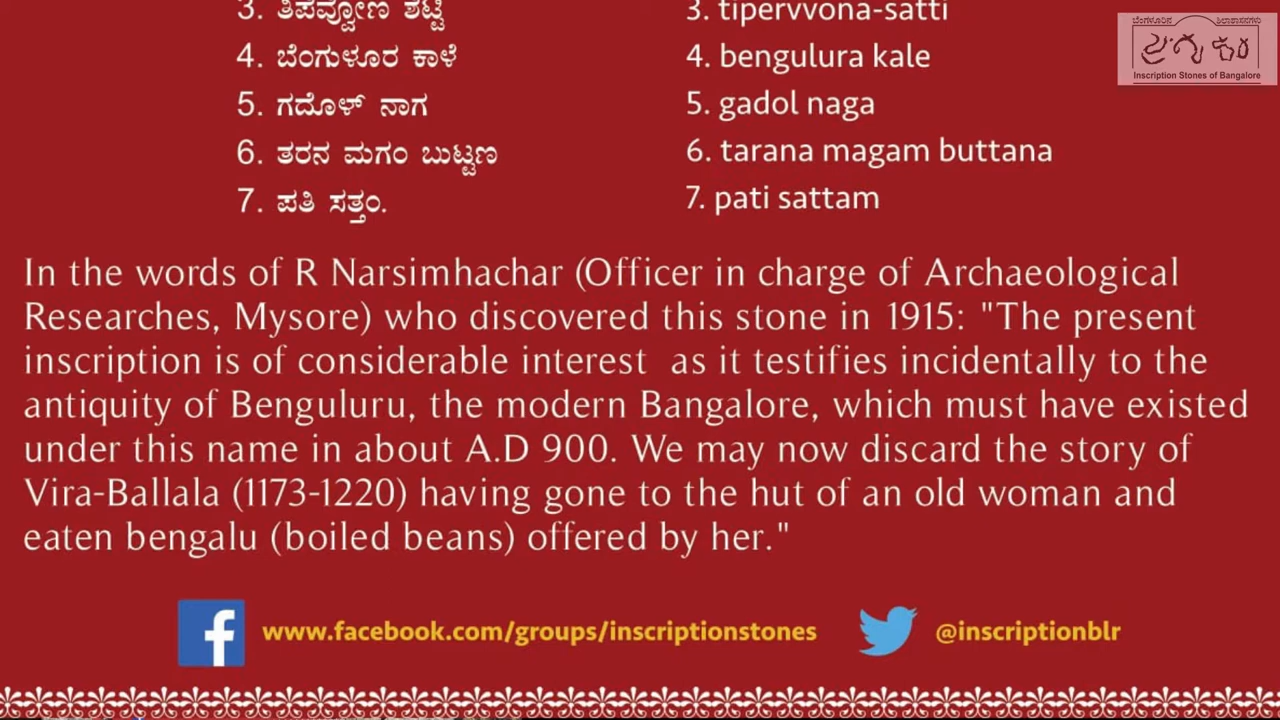 3. ತಿಪೆರ್ವ್ವೋಣ ಶಟ್ಟಿ
3. tipervvona-satti
4. ಬೆಂಗುಳೂರ ಕಾಳೆ
4. bengulura kale
5. ಗದೊಳ್ ನಾಗ
5. gadol naga
6. ತರನ ಮಗಂ ಬುಟ್ಟಣ
6. tarana magam buttana
7. ಪತಿ ಸತ್ತಂ.
7. pati sattam
ಬೆಂಗಳೂರಿನ ಶಿಲಾಶಾಸನಗಳು
Inscription Stones of Bangalore
In the words of R Narsimhachar (Officer in charge of Archaeological
Researches, Mysore) who discovered this stone in 1915: "The present
inscription is of considerable interest as it testifies incidentally to the
antiquity of Benguluru, the modern Bangalore, which must have existed
under this name in about A.D 900. We may now discard the story of
Vira-Ballala (1173-1220) having gone to the hut of an old woman and
eaten bengalu (boiled beans) offered by her."
www.facebook.com/groups/inscriptionstones
@inscriptionblr